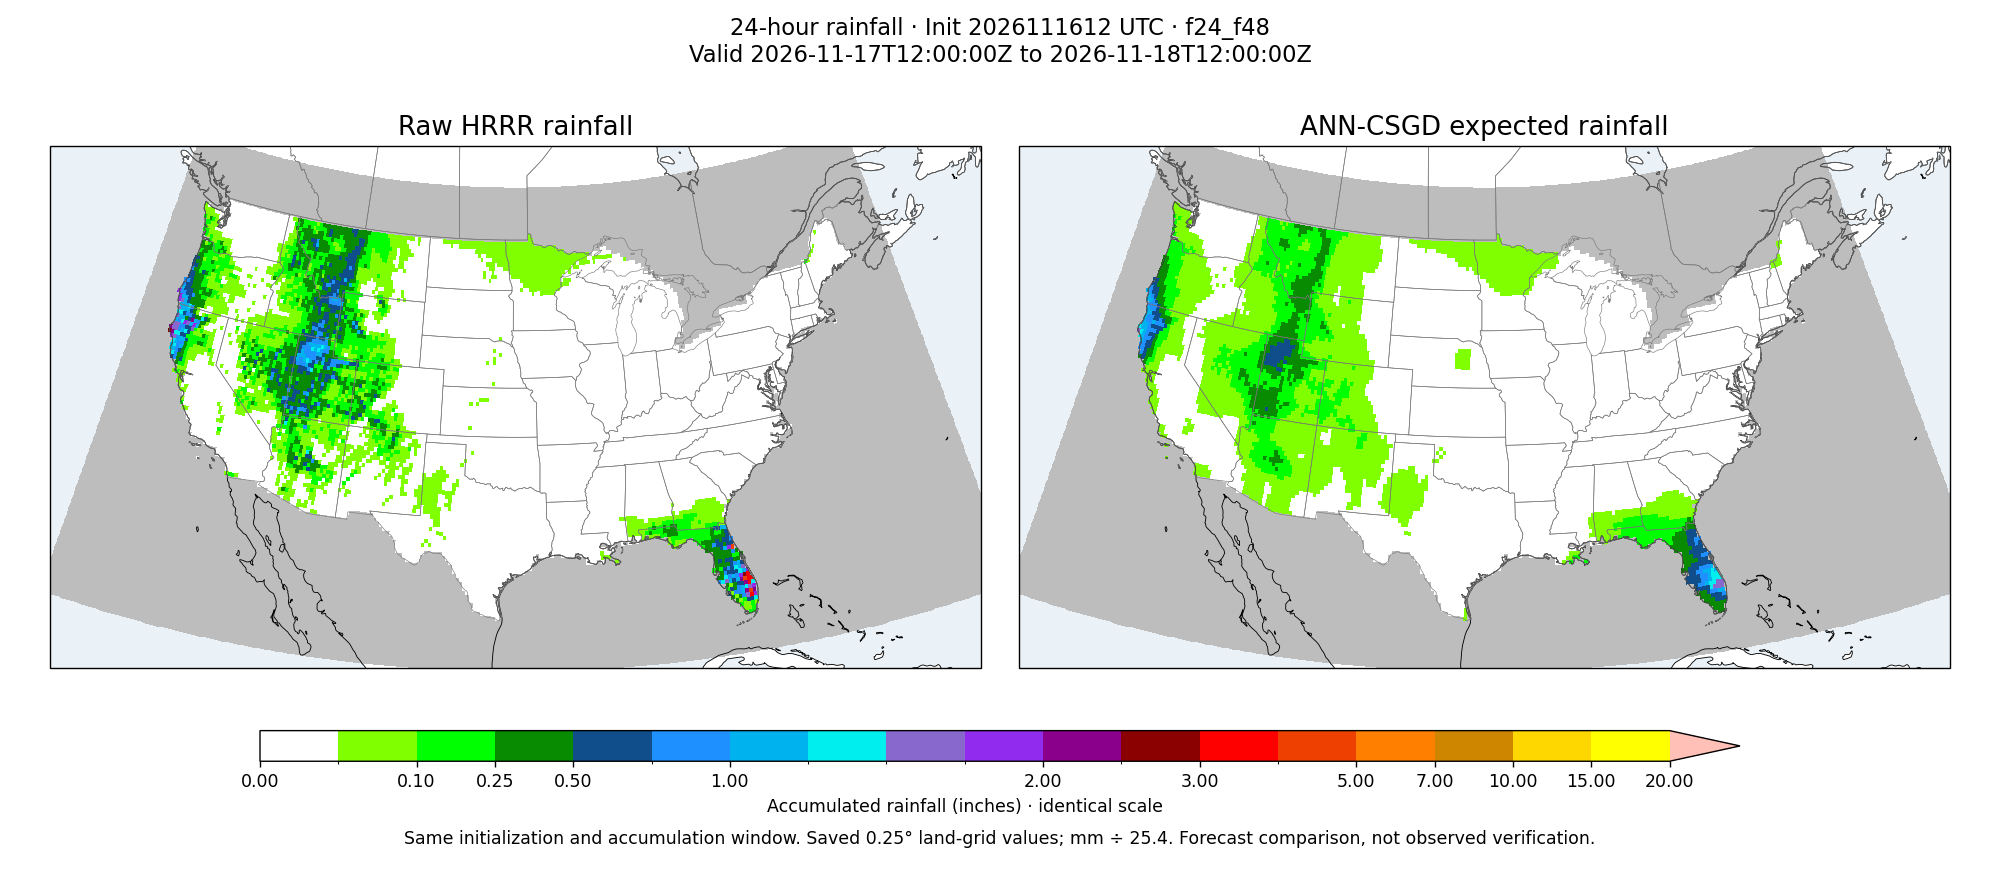 24-hour rainfall · Init 2026111612 UTC · f24_f48
Valid 2026-11-17T12:00:00Z to 2026-11-18T12:00:00Z
Raw HRRR rainfall
ANN-CSGD expected rainfall
0.00 0.10 0.25 0.50 1.00 2.00 3.00 5.00 7.00 10.00 15.00 20.00
Accumulated rainfall (inches) · identical scale
Same initialization and accumulation window. Saved 0.25° land-grid values; mm ÷ 25.4. Forecast comparison, not observed verification.